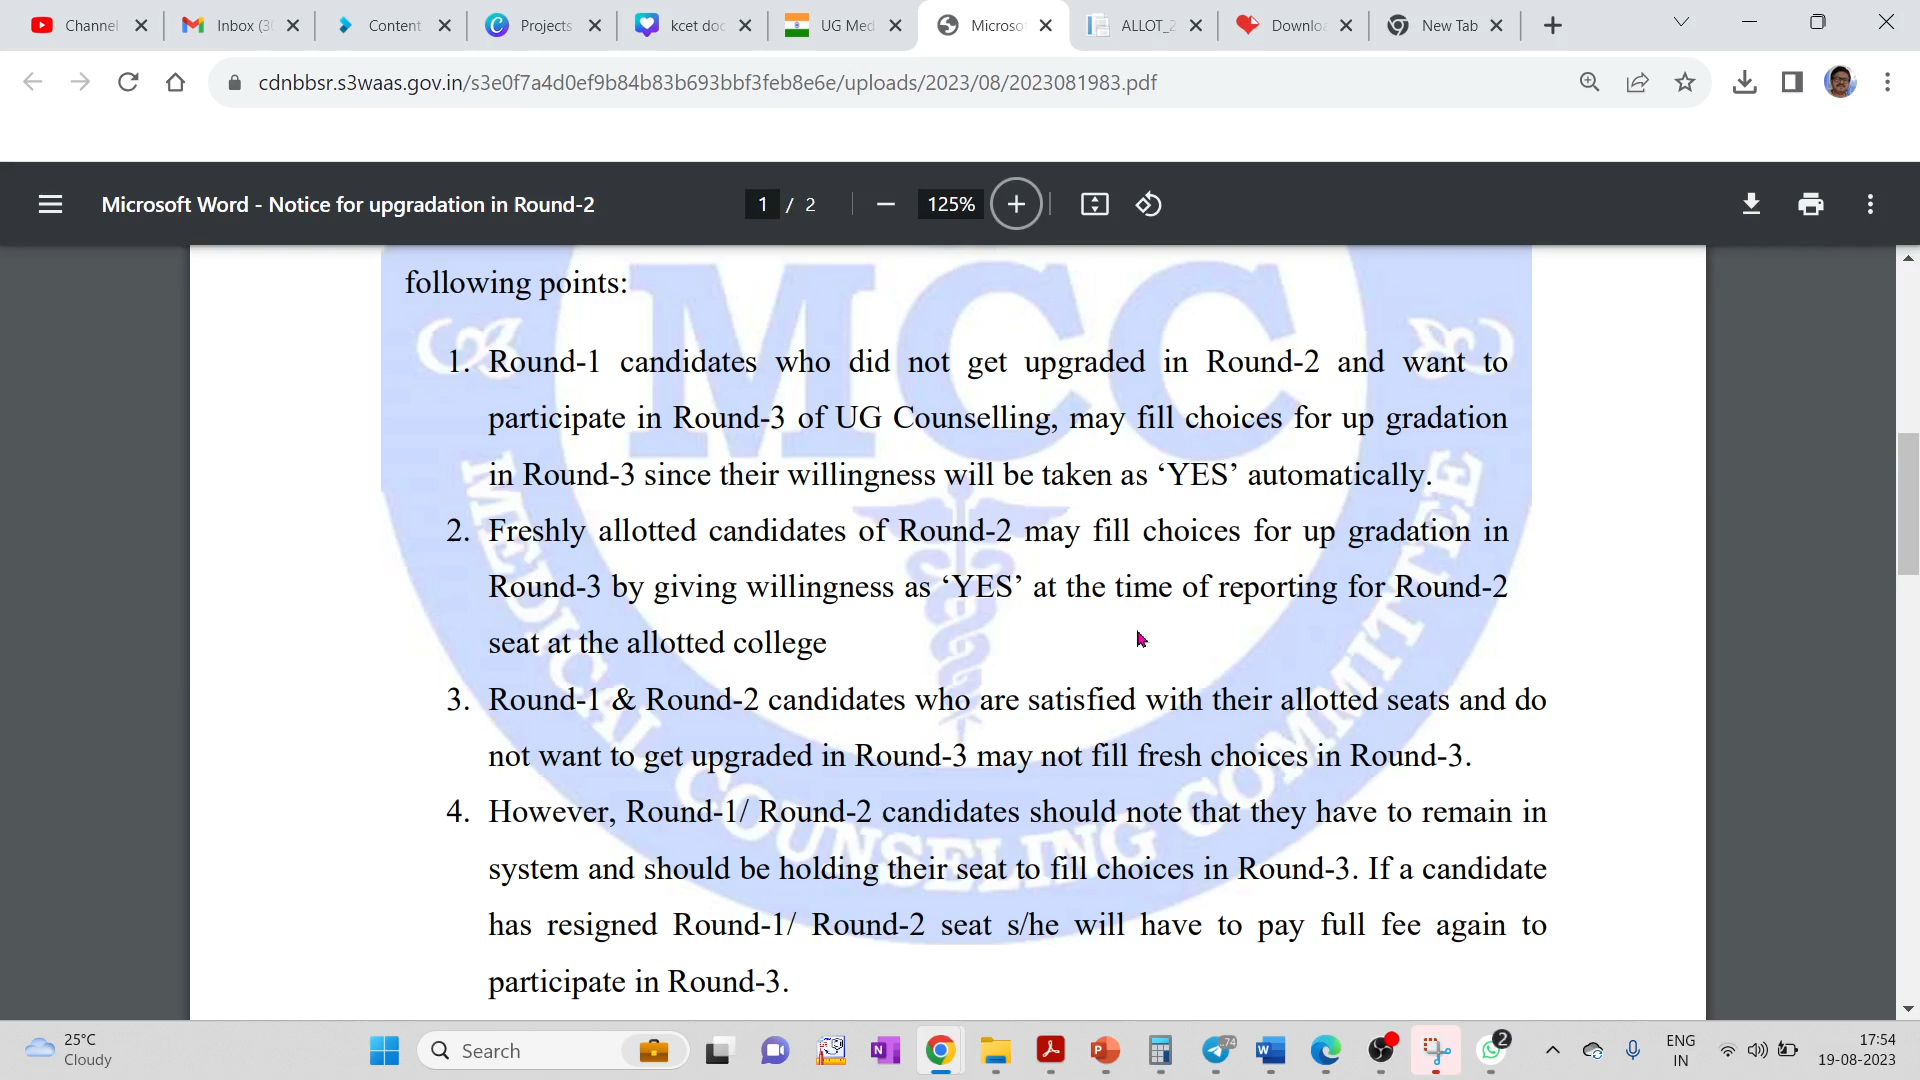 Channel
Inbox (3
Content
Projects
kcet doc
UG Med
Microso
ALLOT_2
Downlo
New Tab
cdnbbsr.s3waas.gov.in/s3e0f7a4d0ef9b84b83b693bbf3feb8e6e/uploads/2023/08/2023081983.pdf
Microsoft Word - Notice for upgradation in Round-2
1 / 2
125%
MCC
MEDICAL COUNSELING COMMITTEE
following points:
1. Round-1 candidates who did not get upgraded in Round-2 and want to
participate in Round-3 of UG Counselling, may fill choices for up gradation
in Round-3 since their willingness will be taken as ‘YES’ automatically.
2. Freshly allotted candidates of Round-2 may fill choices for up gradation in
Round-3 by giving willingness as ‘YES’ at the time of reporting for Round-2
seat at the allotted college
3. Round-1 & Round-2 candidates who are satisfied with their allotted seats and do
not want to get upgraded in Round-3 may not fill fresh choices in Round-3.
4. However, Round-1/ Round-2 candidates should note that they have to remain in
system and should be holding their seat to fill choices in Round-3. If a candidate
has resigned Round-1/ Round-2 seat s/he will have to pay full fee again to
participate in Round-3.
25°C
Cloudy
Search
74
2
ENG
IN
17:54
19-08-2023